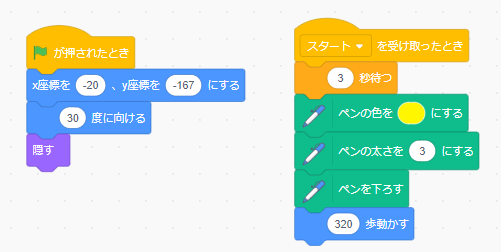 が押されたとき
x座標を -20 、y座標を -167 にする
30 度に向ける
隠す
スタート を受け取ったとき
3 秒待つ
ペンの色を にする
ペンの太さを 3 にする
ペンを下ろす
320 歩動かす